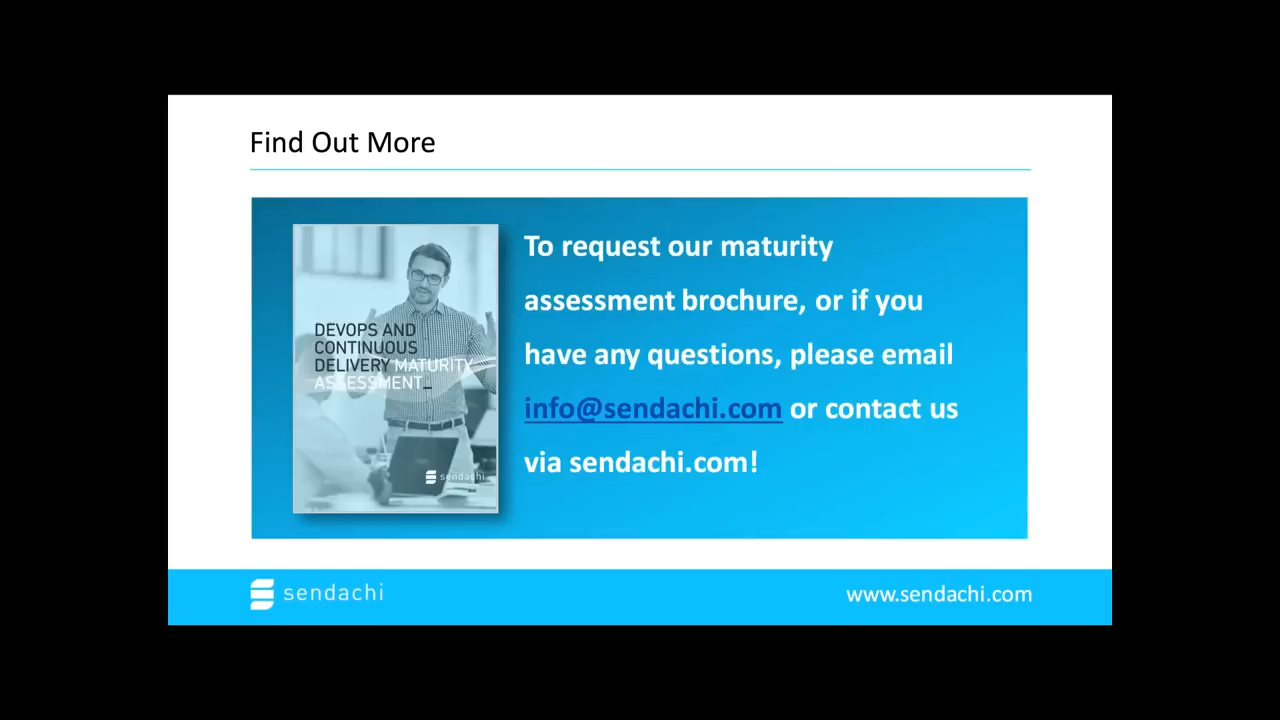 Find Out More
To request our maturity
assessment brochure, or if you
have any questions, please email
info@sendachi.com or contact us
via sendachi.com!
DEVOPS AND
CONTINUOUS
DELIVERY MATURITY
ASSESSMENT_
sendachi
sendachi
www.sendachi.com